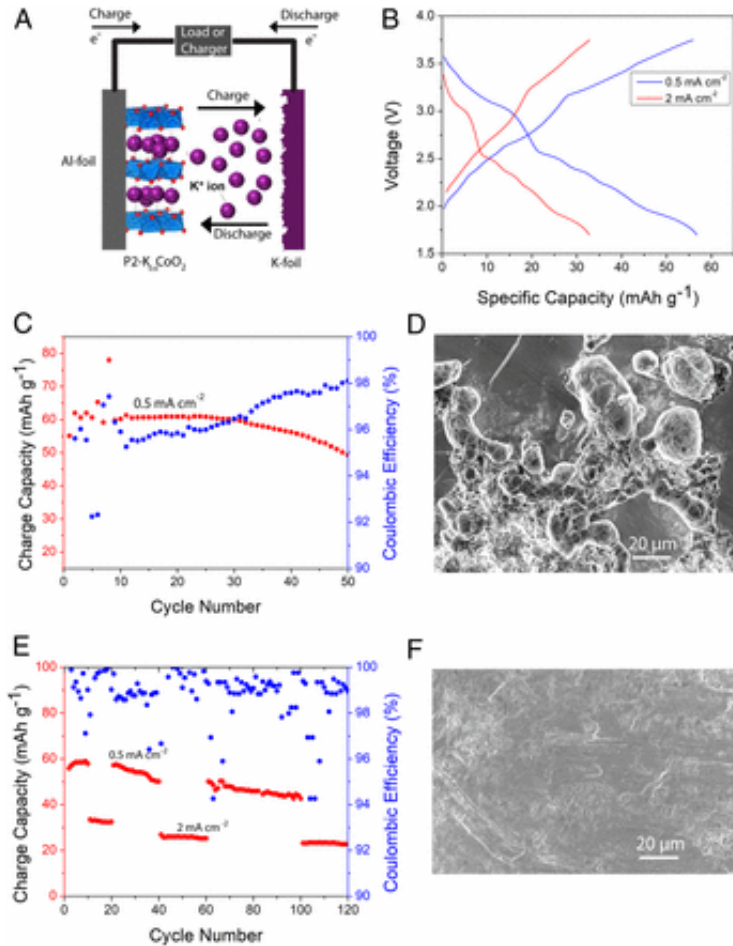 A
Charge
Discharge
e⁻
e⁻
Load or
Charger
Charge
Al-foil
K⁺ ion
Discharge
CoO₂
K-foil
B
4.0
3.5
3.0
2.5
2.0
1.5
Voltage (V)
0.5 mA cm⁻²
2 mA cm⁻²
0 10 20 30 40 50 60
Specific Capacity (mAh g⁻¹)
C
80
70
60
50
40
30
20
Charge Capacity (mAh g⁻¹)
0.5 mA cm⁻²
100
98
96
94
92
90
Coulombic Efficiency (%)
0 10 20 30 40 50
Cycle Number
D
20 µm
E
100
80
60
40
20
0
Charge Capacity (mAh g⁻¹)
0.5 mA cm⁻²
2 mA cm⁻²
100
98
96
94
92
90
Coulombic Efficiency (%)
0 20 40 60 80 100 120
Cycle Number
F
20 µm